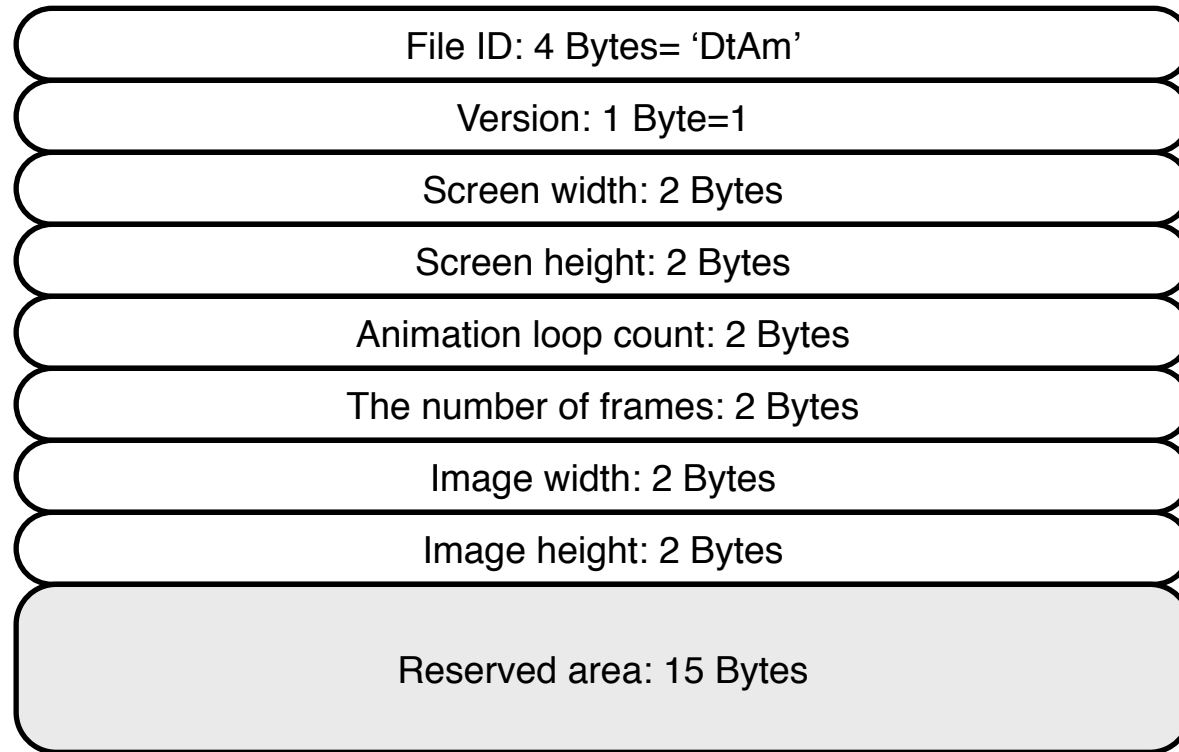 File ID: 4 Bytes= ‘DtAm’
Version: 1 Byte=1
Screen width: 2 Bytes
Screen height: 2 Bytes
Animation loop count: 2 Bytes
The number of frames: 2 Bytes
Image width: 2 Bytes
Image height: 2 Bytes
Reserved area: 15 Bytes